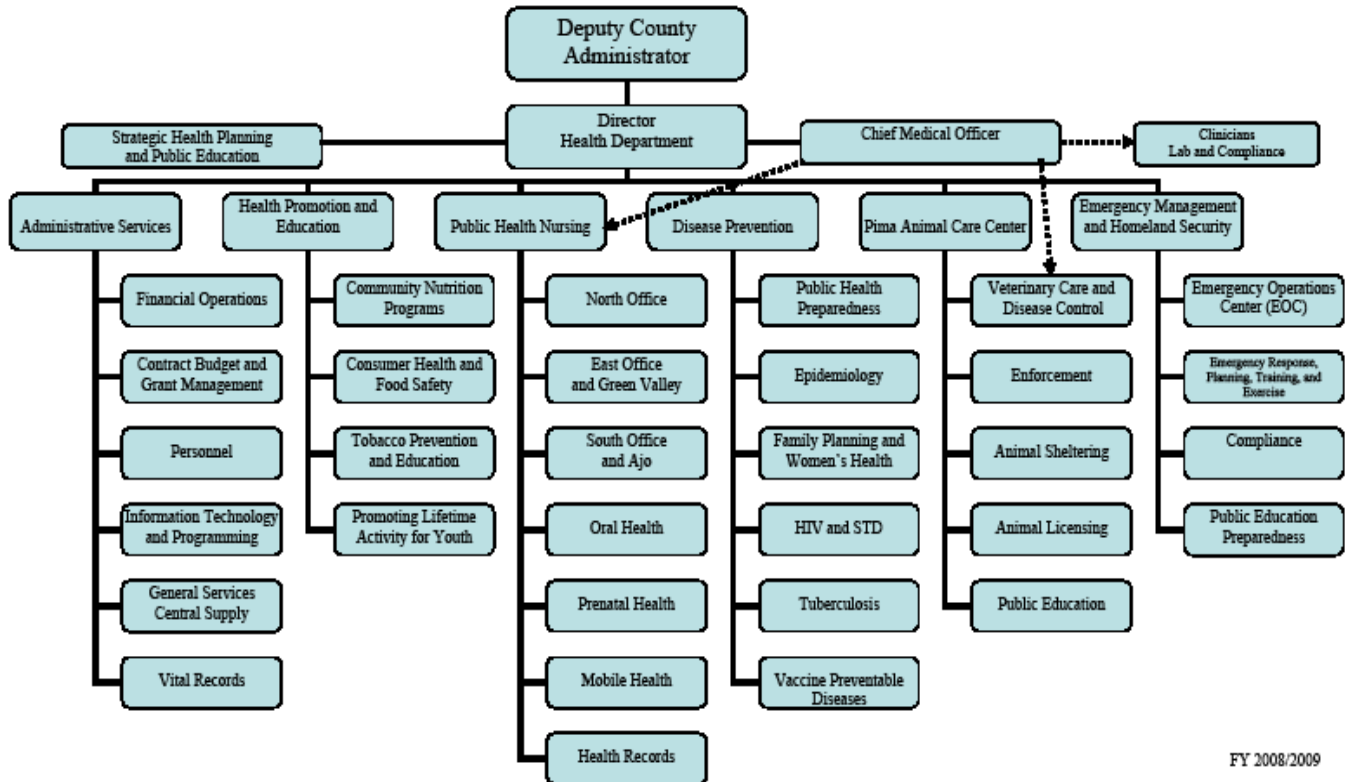 Deputy County
Administrator
Director
Health Department
Strategic Health Planning
and Public Education
Chief Medical Officer
Clinicians
Lab and Compliance
Administrative Services
Health Promotion and
Education
Public Health Nursing
Disease Prevention
Pima Animal Care Center
Emergency Management
and Homeland Security
Financial Operations
Contract Budget and
Grant Management
Personnel
Information Technology
and Programming
General Services
Central Supply
Vital Records
Community Nutrition
Programs
Consumer Health and
Food Safety
Tobacco Prevention
and Education
Promoting Lifetime
Activity for Youth
North Office
East Office
and Green Valley
South Office
and Ajo
Oral Health
Prenatal Health
Mobile Health
Health Records
Public Health
Preparedness
Epidemiology
Family Planning and
Women`s Health
HIV and STD
Tuberculosis
Vaccine Preventable
Diseases
Veterinary Care and
Disease Control
Enforcement
Animal Sheltering
Animal Licensing
Public Education
Emergency Operations
Center (EOC)
Emergency Response,
Planning, Training, and
Exercise
Compliance
Public Education
Preparedness
FY 2008/2009